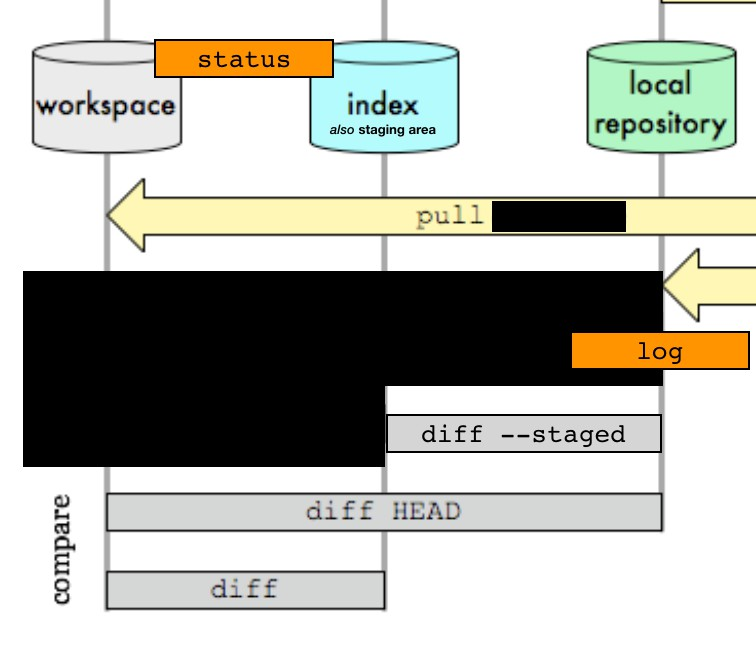 status
workspace
index
also staging area
local
repository
pull
log
diff --staged
diff HEAD
compare
diff